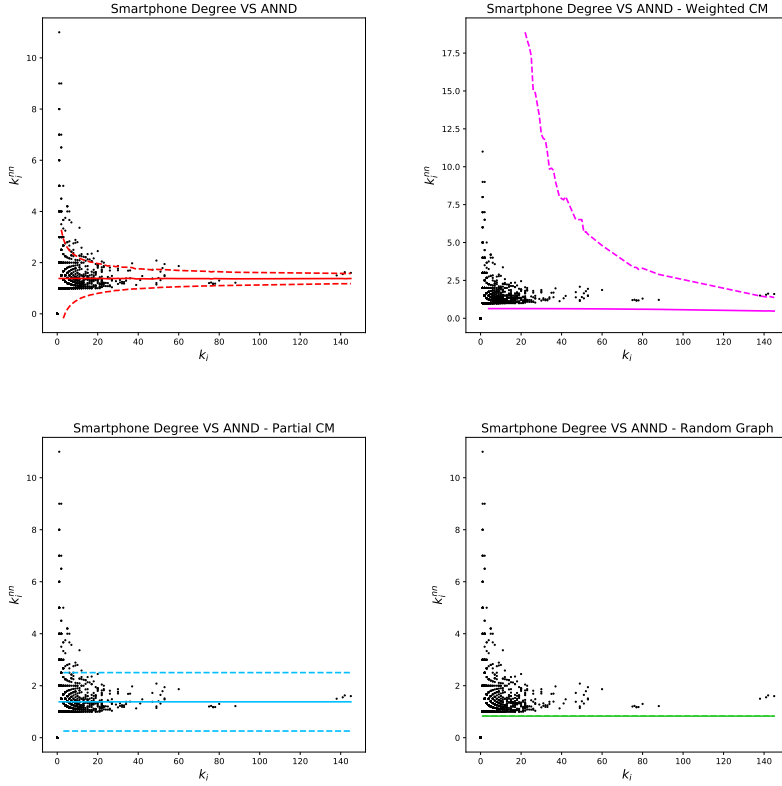 Smartphone Degree VS ANND
10
8
6
4
2
0
k_i^{nn}
0 20 40 60 80 100 120 140
k_i
Smartphone Degree VS ANND - Weighted CM
17.5
15.0
12.5
10.0
7.5
5.0
2.5
0.0
k_i^{nn}
0 20 40 60 80 100 120 140
k_i
Smartphone Degree VS ANND - Partial CM
10
8
6
4
2
0
k_i^{nn}
0 20 40 60 80 100 120 140
k_i
Smartphone Degree VS ANND - Random Graph
10
8
6
4
2
0
k_i^{nn}
0 20 40 60 80 100 120 140
k_i